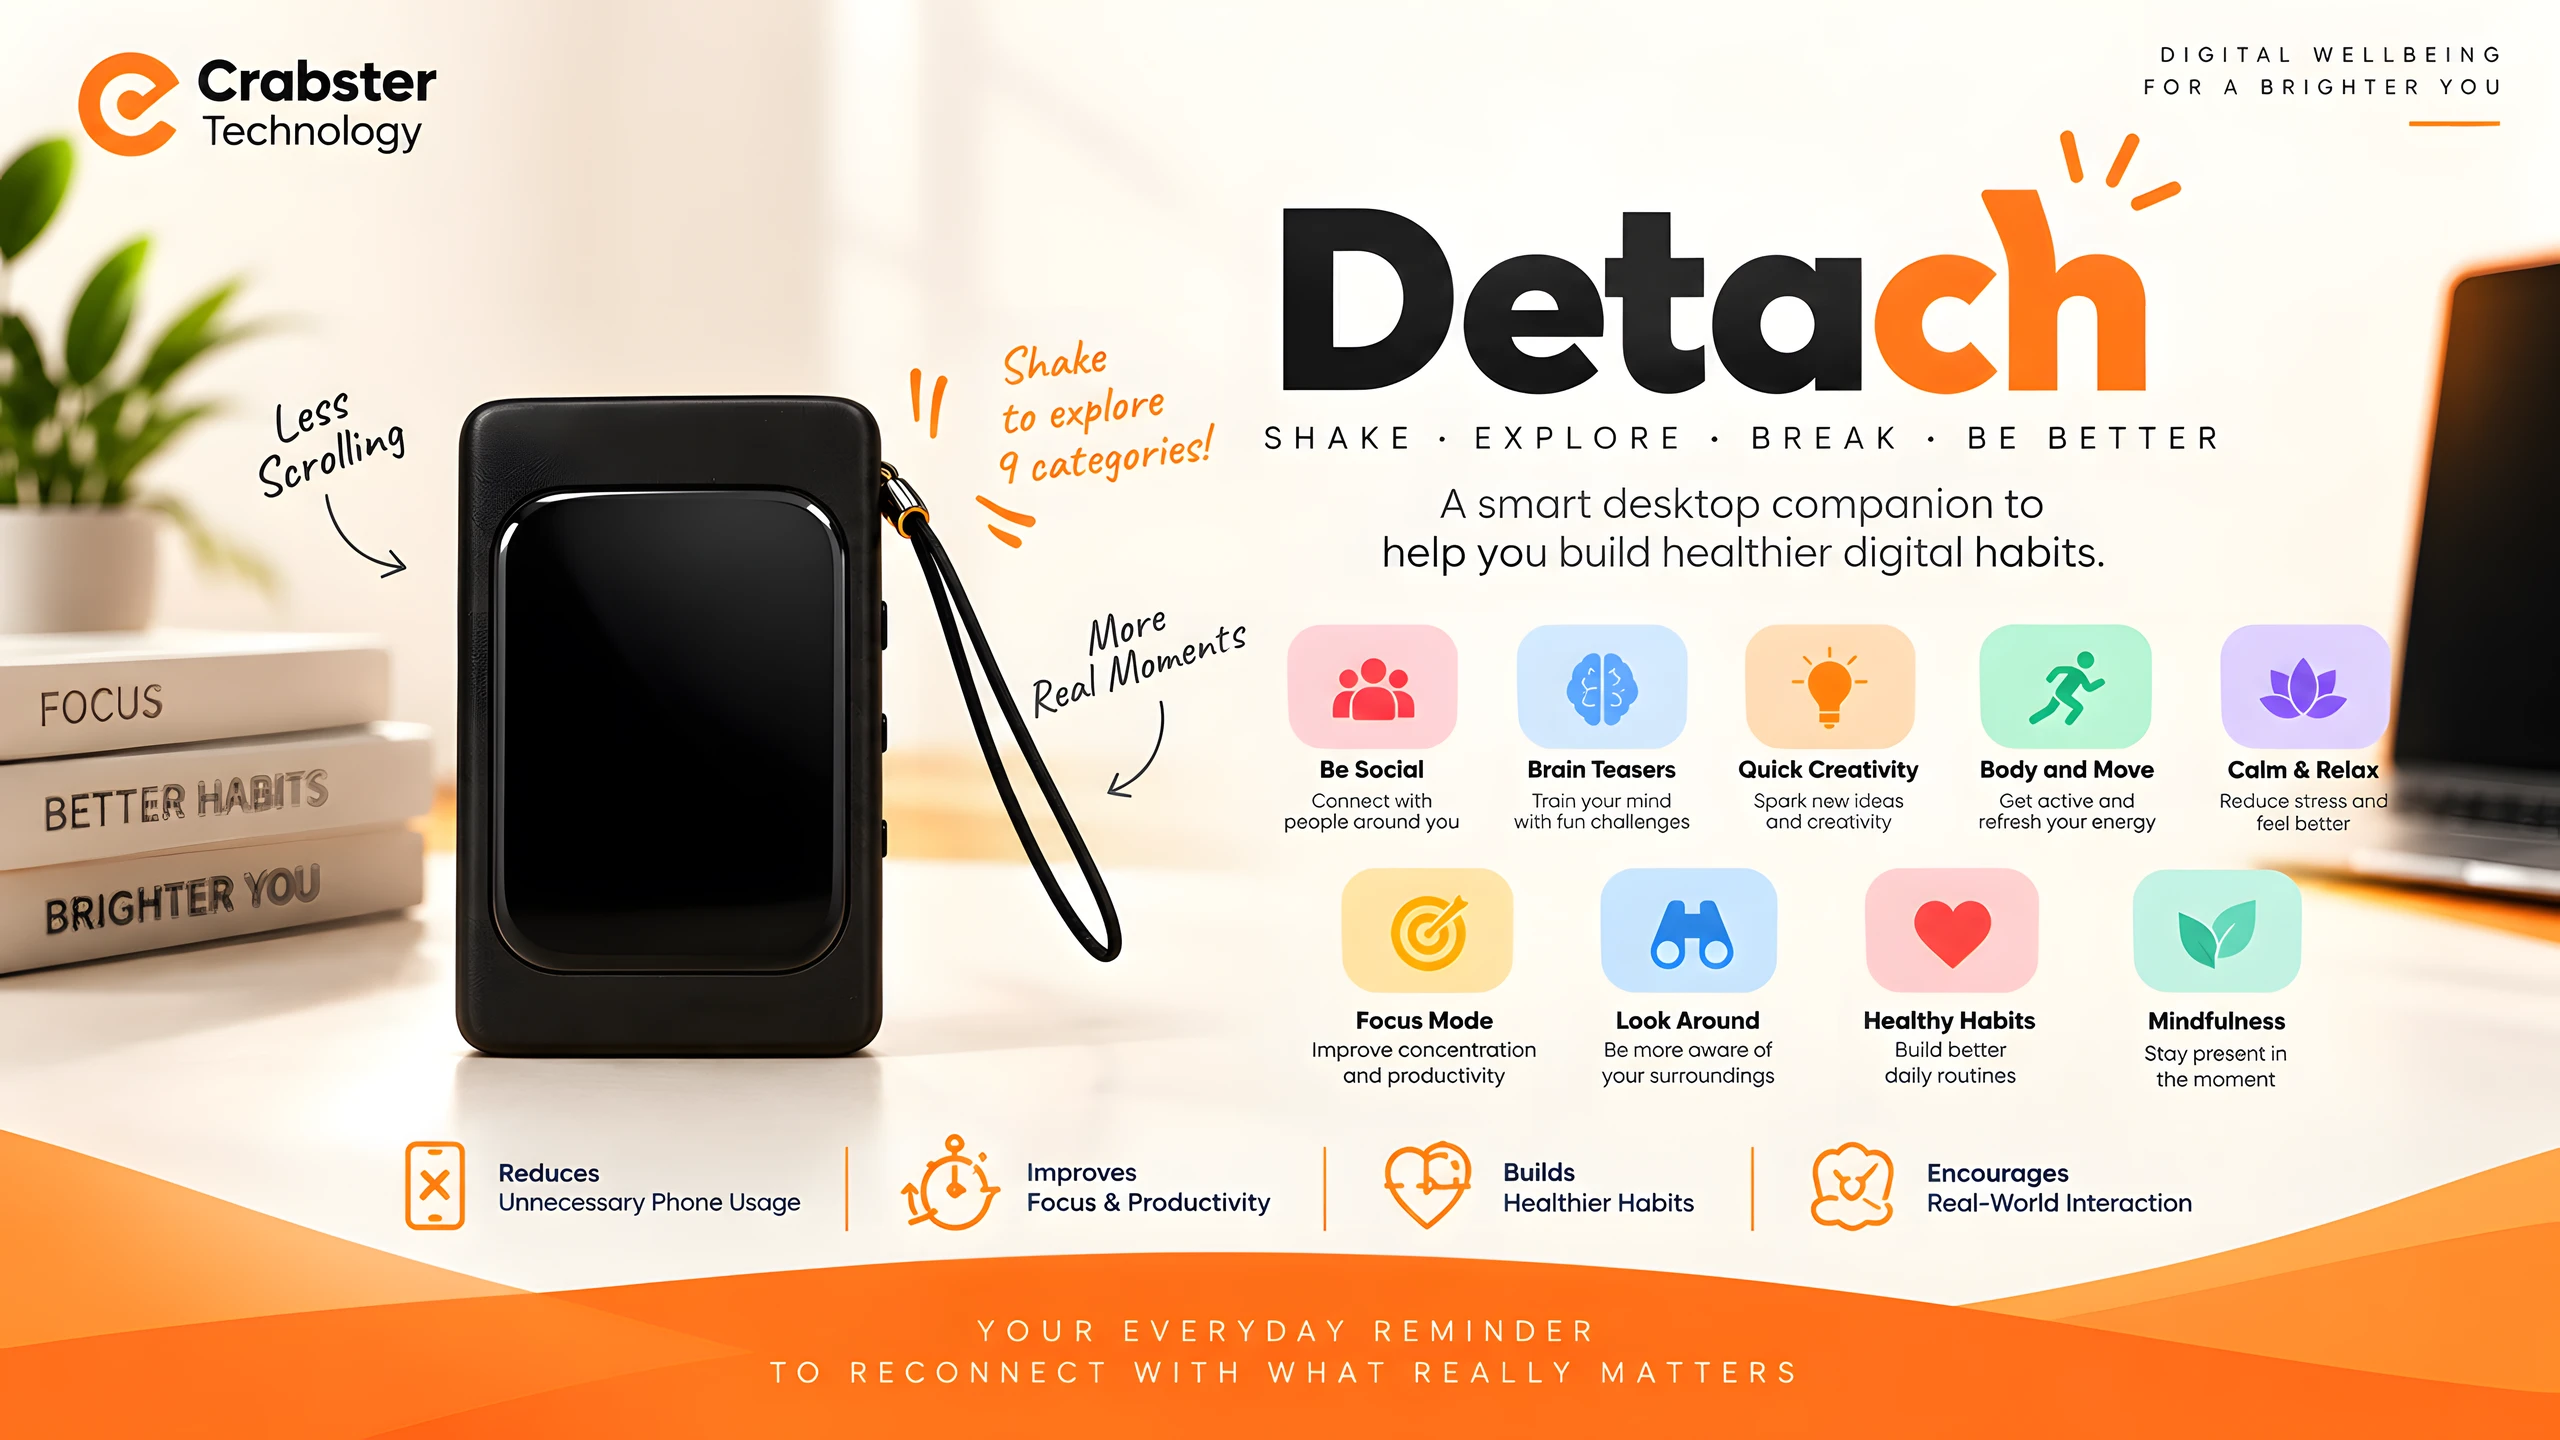 Crabster
Technology
DIGITAL WELLBEING
FOR A BRIGHTER YOU
Detach
SHAKE · EXPLORE · BREAK · BE BETTER
A smart desktop companion to
help you build healthier digital habits.
Less
Scrolling
Shake
to explore
9 categories!
More
Real Moments
FOCUS
BETTER HABITS
BRIGHTER YOU
Be Social
Connect with
people around you
Brain Teasers
Train your mind
with fun challenges
Quick Creativity
Spark new ideas
and creativity
Body and Move
Get active and
refresh your energy
Calm & Relax
Reduce stress and
feel better
Focus Mode
Improve concentration
and productivity
Look Around
Be more aware of
your surroundings
Healthy Habits
Build better
daily routines
Mindfulness
Stay present in
the moment
Reduces
Unnecessary Phone Usage
Improves
Focus & Productivity
Builds
Healthier Habits
Encourages
Real-World Interaction
YOUR EVERYDAY REMINDER
TO RECONNECT WITH WHAT REALLY MATTERS